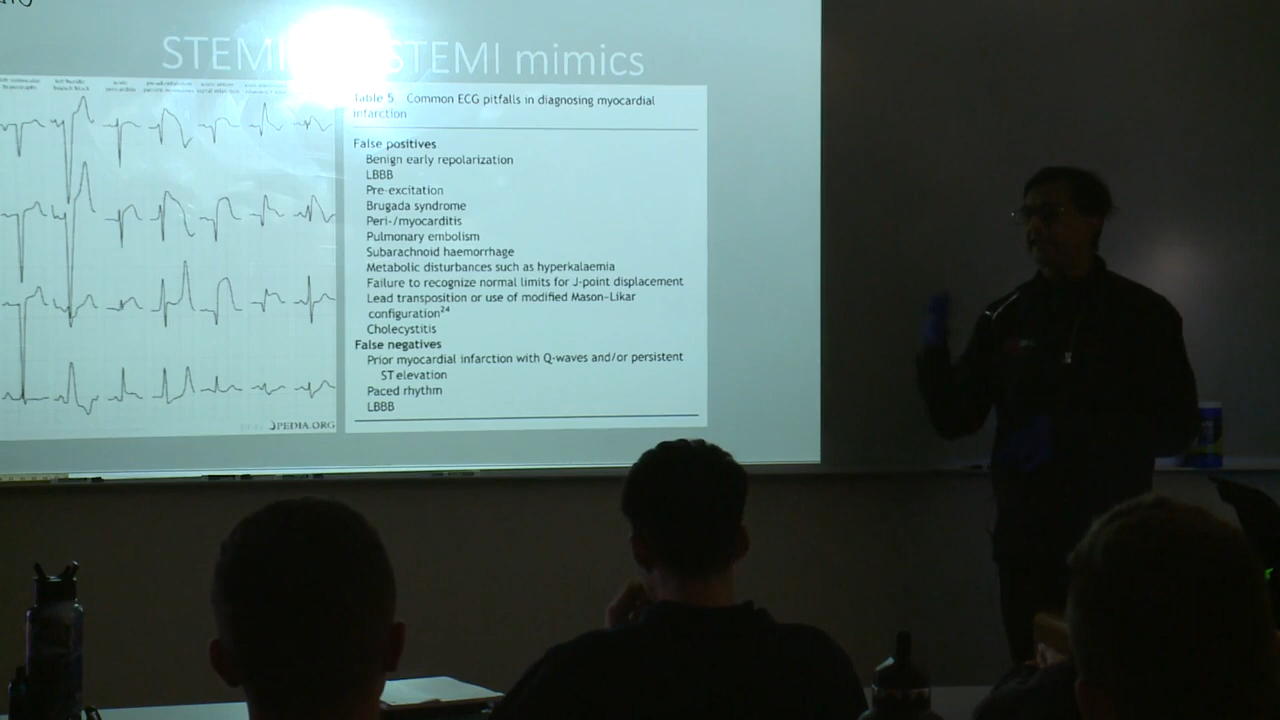 STEMI STEMI mimics
Table 5 Common ECG pitfalls in diagnosing myocardial
infarction
False positives
Benign early repolarization
LBBB
Pre-excitation
Brugada syndrome
Peri-/myocarditis
Pulmonary embolism
Subarachnoid haemorrhage
Metabolic disturbances such as hyperkalaemia
Failure to recognize normal limits for J-point displacement
Lead transposition or use of modified Mason–Likar
configuration24
Cholecystitis
False negatives
Prior myocardial infarction with Q-waves and/or persistent
ST elevation
Paced rhythm
LBBB
PEDIA.ORG